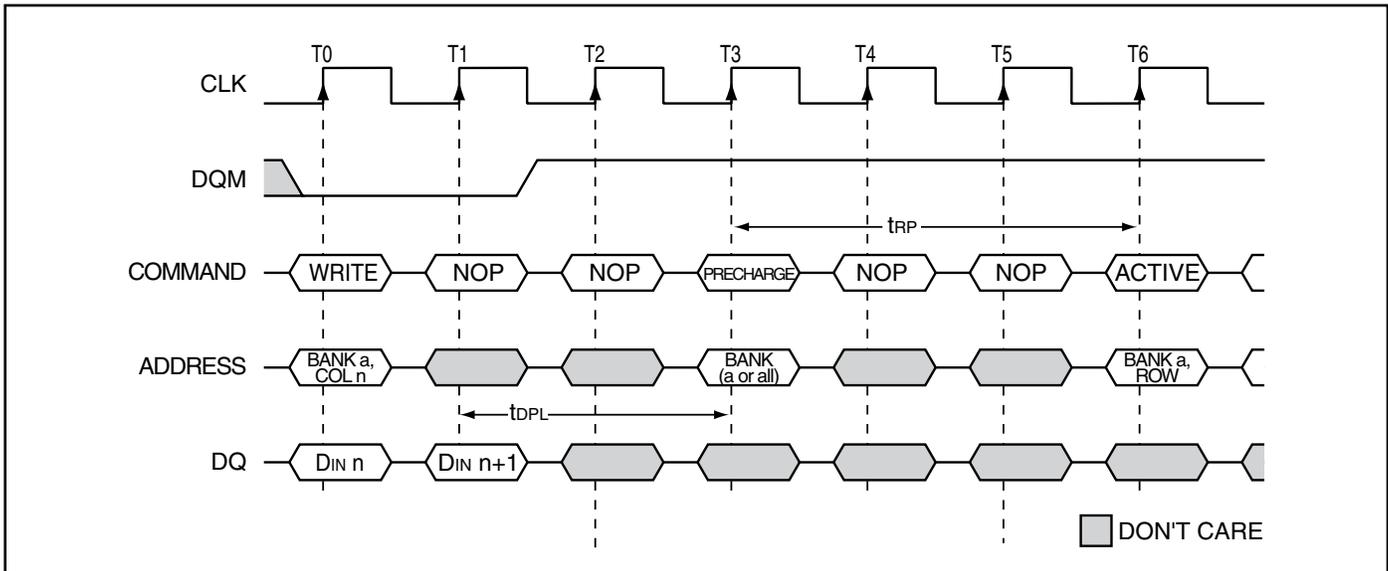 T0 T1 T2 T3 T4 T5 T6
CLK
DQM
tRP
COMMAND WRITE NOP NOP PRECHARGE NOP NOP ACTIVE
ADDRESS BANK a, COL n BANK (a or all) BANK a, ROW
tDPL
DQ DIN n DIN n+1
DON'T CARE